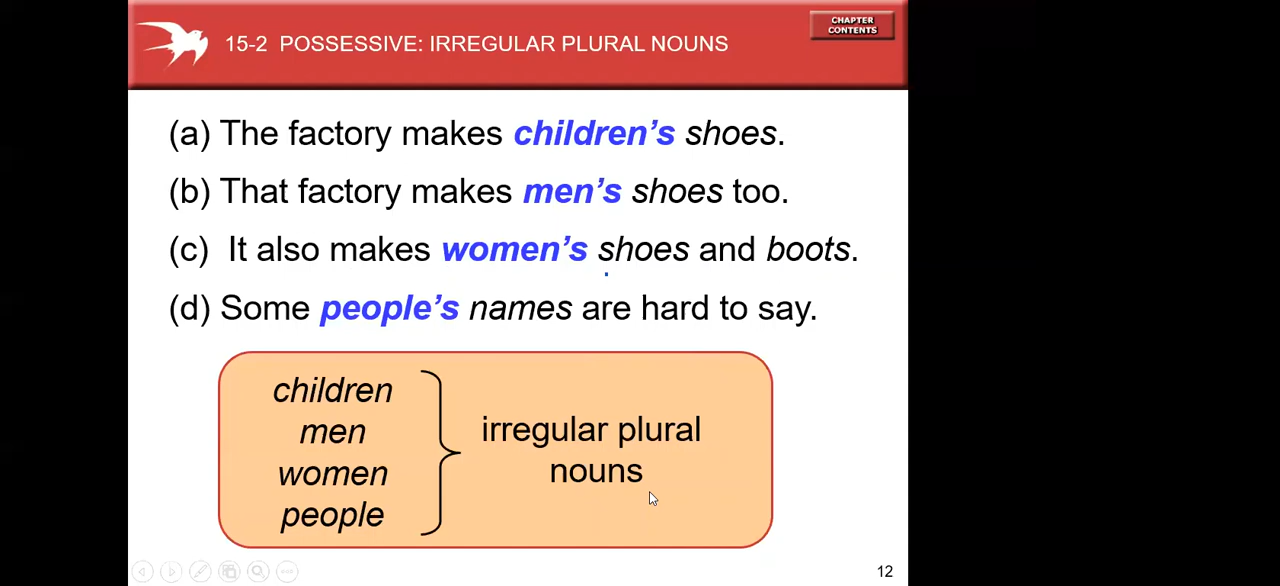 15-2 POSSESSIVE: IRREGULAR PLURAL NOUNS
CHAPTER
CONTENTS
(a) The factory makes children’s shoes.
(b) That factory makes men’s shoes too.
(c) It also makes women’s shoes and boots.
(d) Some people’s names are hard to say.
children
men
women
people
irregular plural
nouns
12